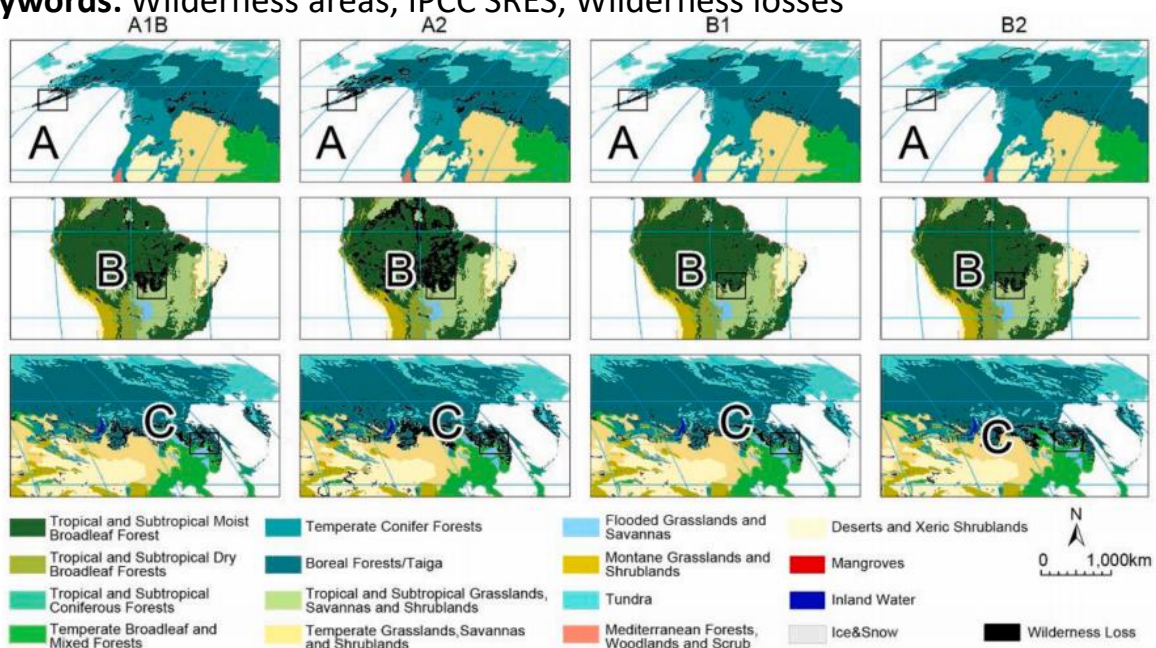 ywords: Wilderness areas, IPCC SRES, Wilderness losses
A1B
A2
B1
B2
A
A
A
A
B
B
B
B
C
C
C
C
Tropical and Subtropical Moist
Broadleaf Forest
Tropical and Subtropical Dry
Broadleaf Forests
Tropical and Subtropical
Coniferous Forests
Temperate Broadleaf and
Mixed Forests
Temperate Conifer Forests
Boreal Forests/Taiga
Tropical and Subtropical Grasslands,
Savannas and Shrublands
Temperate Grasslands,Savannas
and Shrublands
Flooded Grasslands and
Savannas
Montane Grasslands and
Shrublands
Tundra
Mediterranean Forests,
Woodlands and Scrub
Deserts and Xeric Shrublands
Mangroves
Inland Water
Ice&Snow
N
0 1,000km
Wilderness Loss